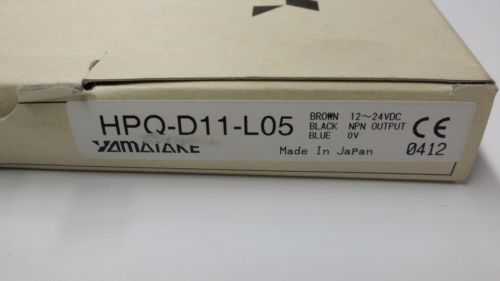 HPQ-D11-L05
YAMATAKE
BROWN 12~24VDC
BLACK NPN OUTPUT
BLUE 0V
CE
Made In JaPan
0412